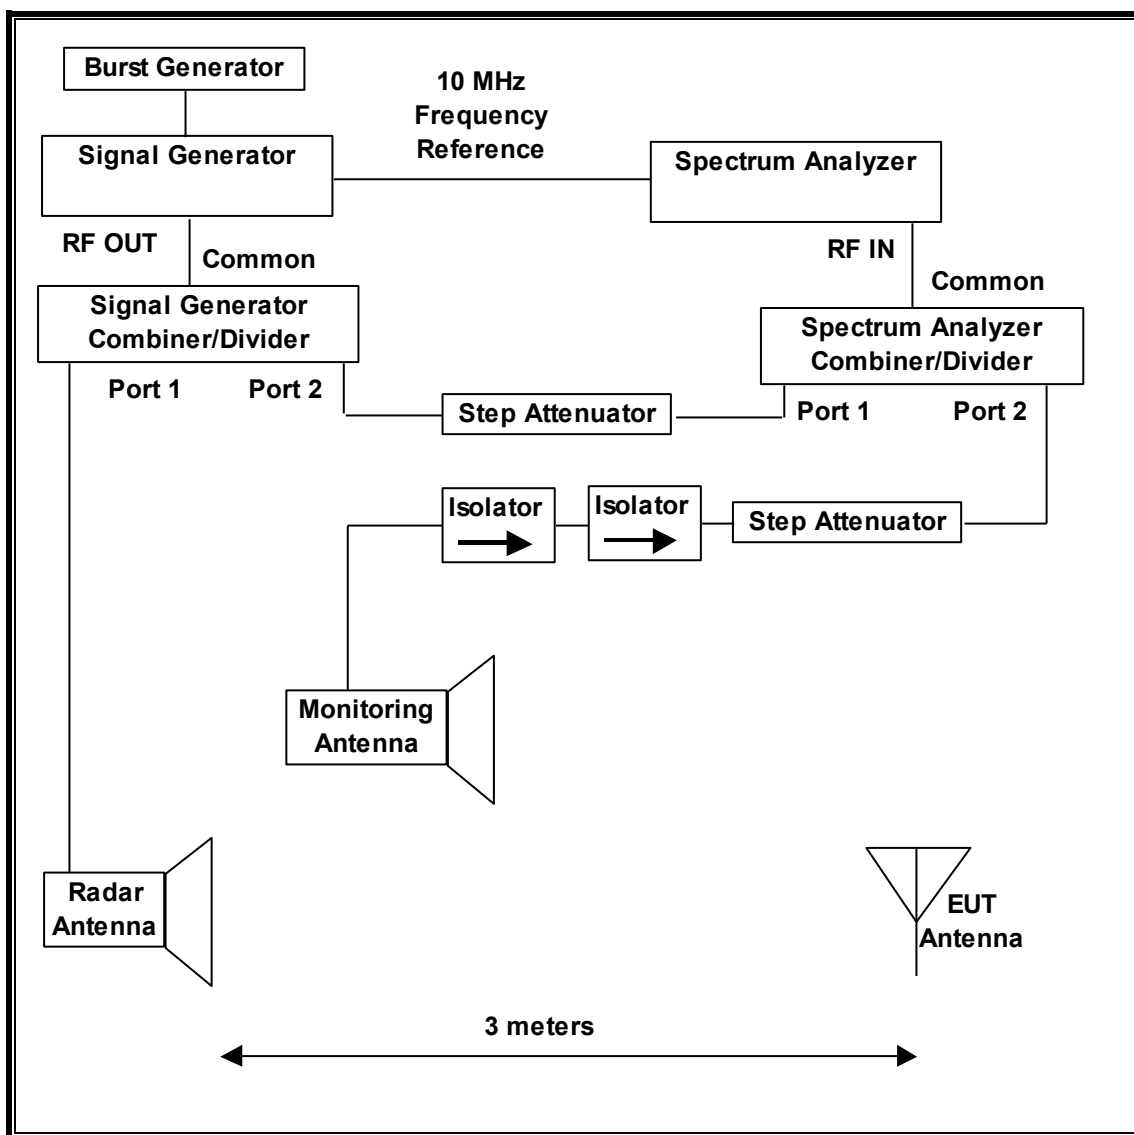 Burst Generator
10 MHz
Frequency
Reference
Signal Generator
Spectrum Analyzer
RF OUT
Common
RF IN
Common
Signal Generator
Combiner/Divider
Spectrum Analyzer
Combiner/Divider
Port 1
Port 2
Step Attenuator
Port 1
Port 2
Isolator
Isolator
Step Attenuator
Monitoring
Antenna
Radar
Antenna
EUT
Antenna
3 meters